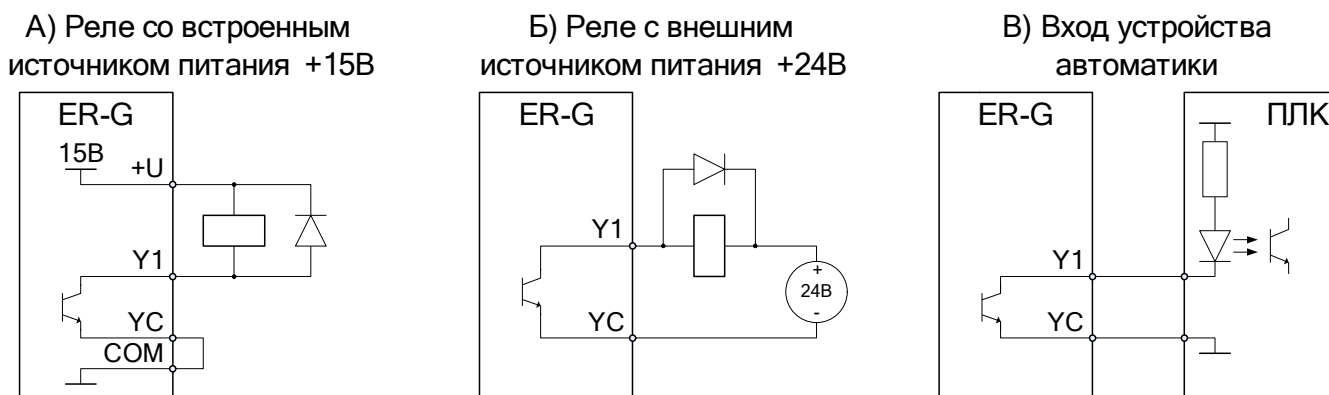 А) Реле со встроенным
источником питания +15В
ER-G
15В
+U
Y1
YC
COM
Б) Реле с внешним
источником питания +24В
ER-G
Y1
+
24В
-
YC
В) Вход устройства
автоматики
ER-G
ПЛК
Y1
YC